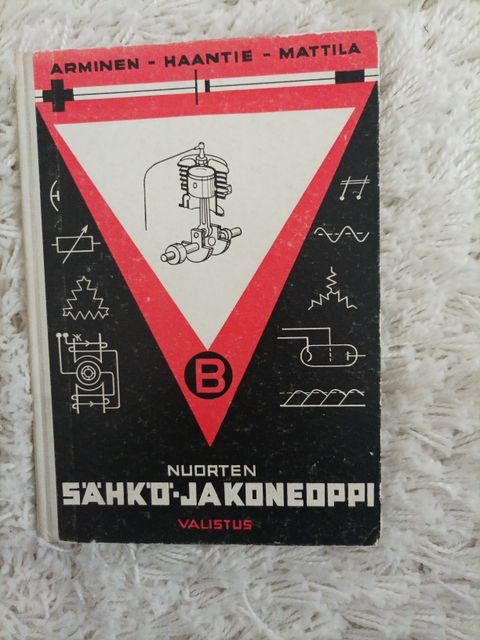 ARMINEN - HAANTIE - MATTILA
B
NUORTEN
SÄHKÖ-JA KONEOPPI
VALISTUS